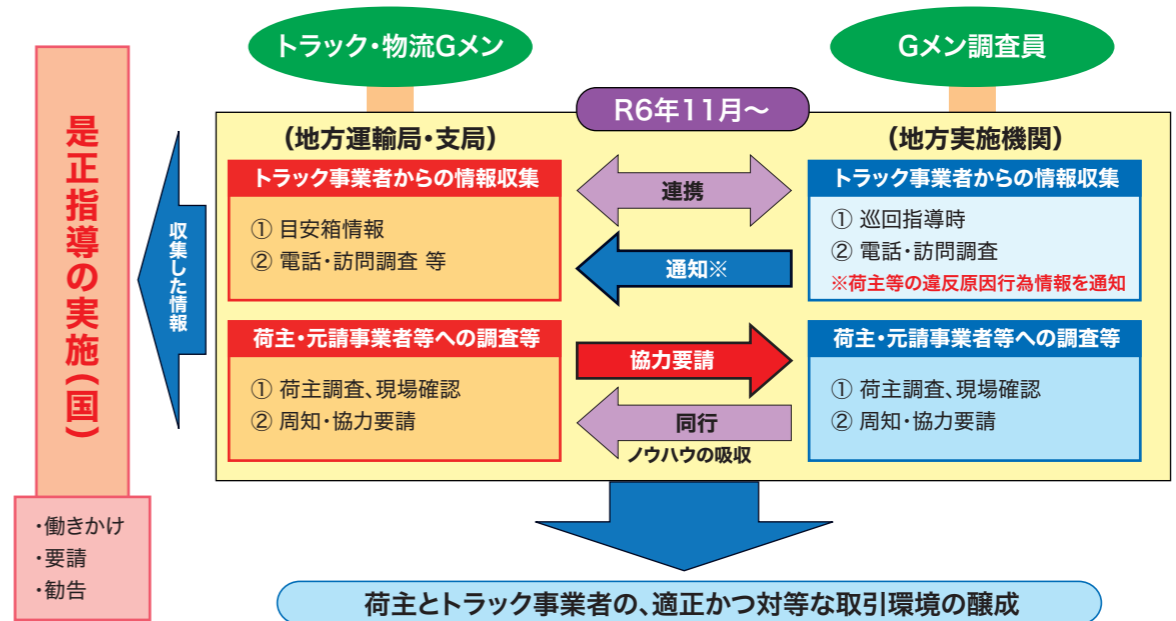 トラック・物流Gメン
Gメン調査員
R6年11月～
是正指導の実施(国)
・働きかけ
・要請
・勧告
収集した情報
(地方運輸局・支局)
トラック事業者からの情報収集
① 目安箱情報
② 電話・訪問調査 等
荷主・元請事業者等への調査等
① 荷主調査、現場確認
② 周知・協力要請
連携
通知※
協力要請
同行
ノウハウの吸収
(地方実施機関)
トラック事業者からの情報収集
① 巡回指導時
② 電話・訪問調査
※荷主等の違反原因行為情報を通知
荷主・元請事業者等への調査等
① 荷主調査、現場確認
② 周知・協力要請
荷主とトラック事業者の、適正かつ対等な取引環境の醸成